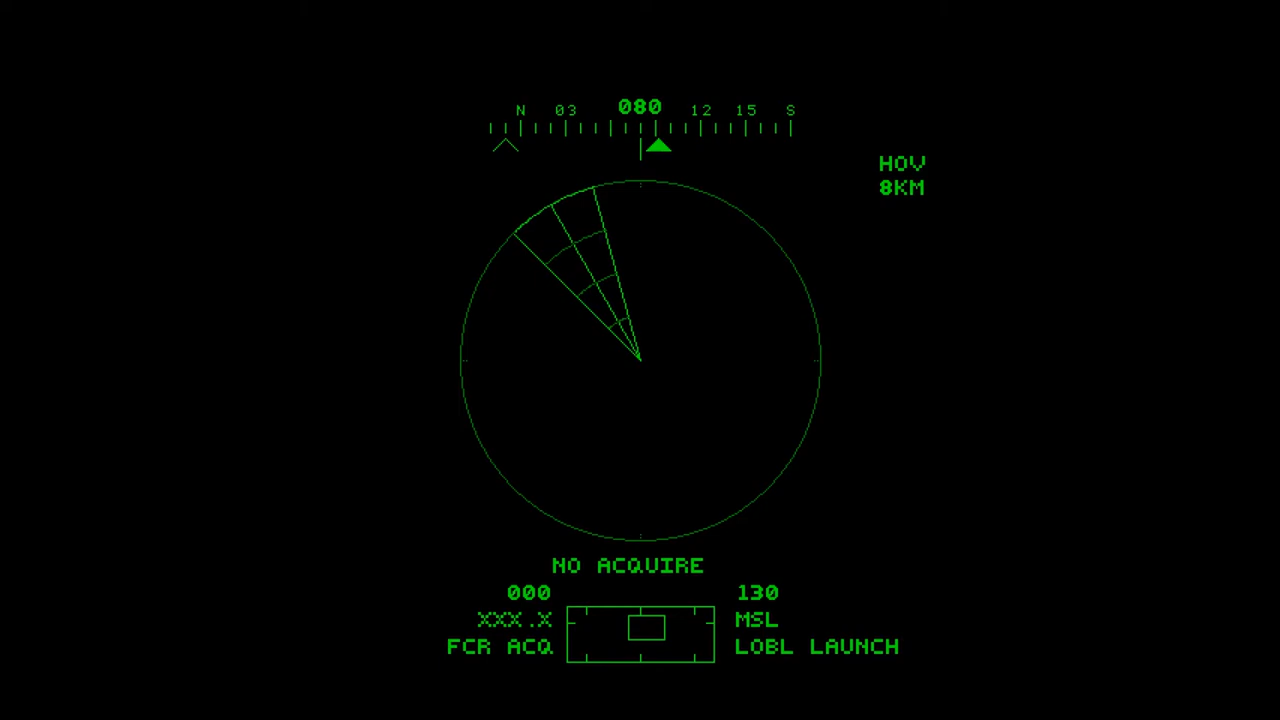 N 03 080 12 15 S
HOV
8KM
NO ACQUIRE
000 130
XXX.X MSL
FCR ACQ LOBL LAUNCH